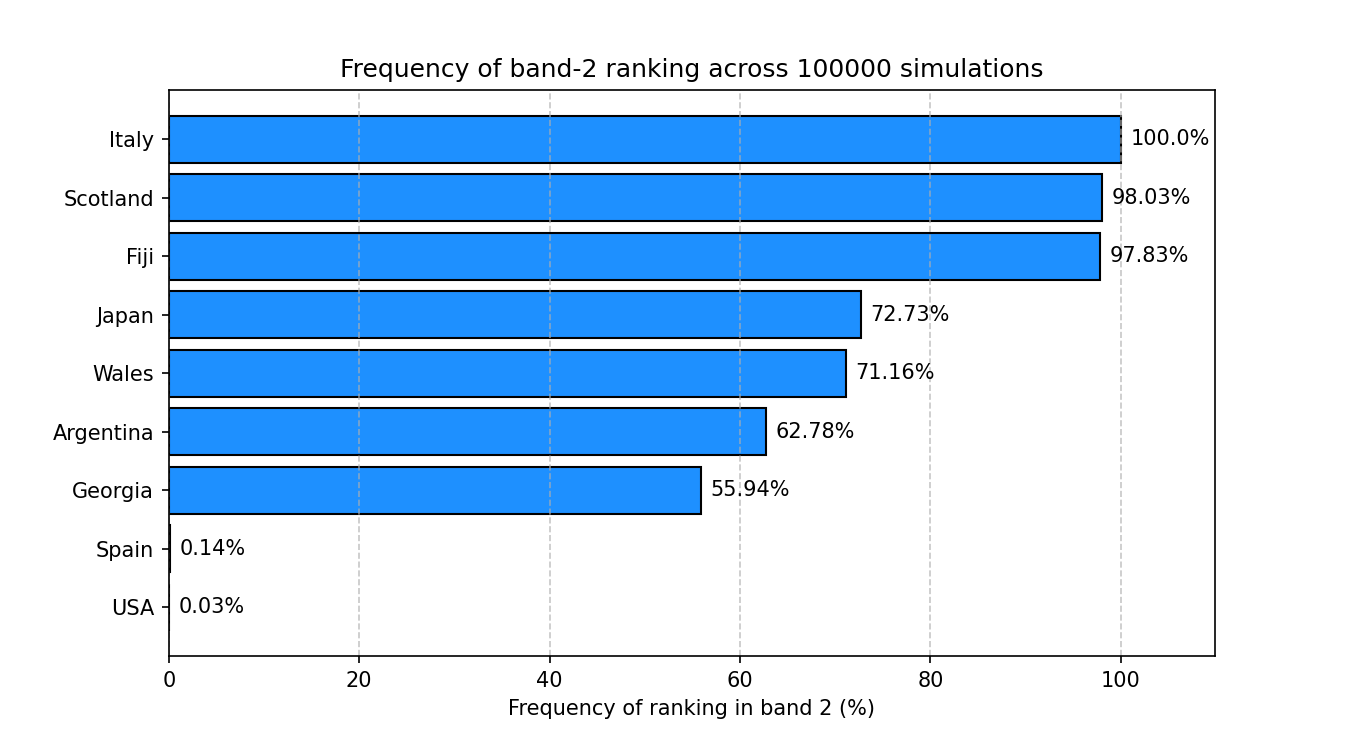 Frequency of band-2 ranking across 100000 simulations
Italy 100.0%
Scotland 98.03%
Fiji 97.83%
Japan 72.73%
Wales 71.16%
Argentina 62.78%
Georgia 55.94%
Spain 0.14%
USA 0.03%
0 20 40 60 80 100
Frequency of ranking in band 2 (%)